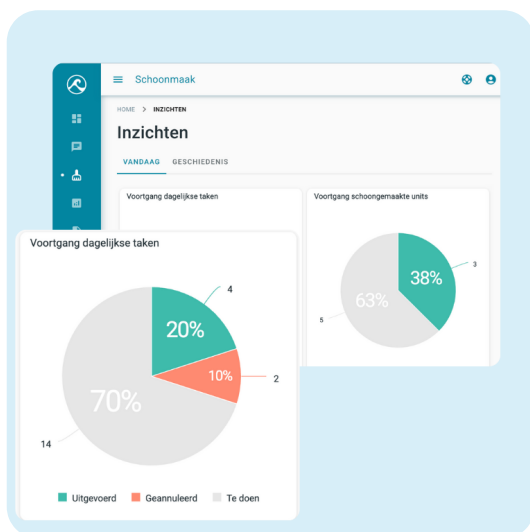 Schoonmaak
HOME > INZICHTEN
Inzichten
VANDAAG GESCHIEDENIS
Voortgang dagelijkse taken
Voortgang schoongemaakte units
38%
3
63%
5
Voortgang dagelijkse taken
4
20%
10%
2
70%
14
Uitgevoerd Geannuleerd Te doen